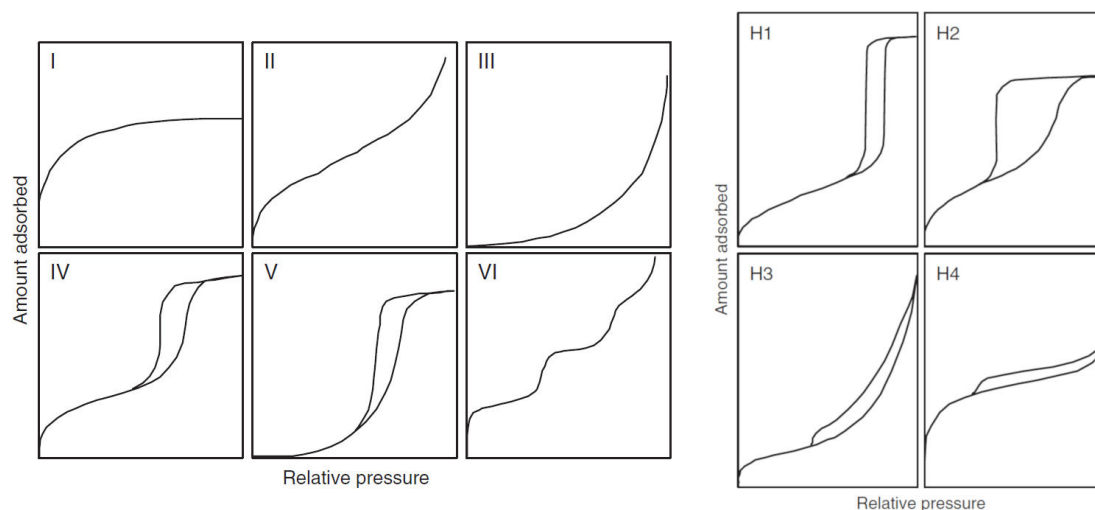 I
II
III
IV
V
VI
Amount adsorbed
Relative pressure
H1
H2
H3
H4
Amount adsorbed
Relative pressure